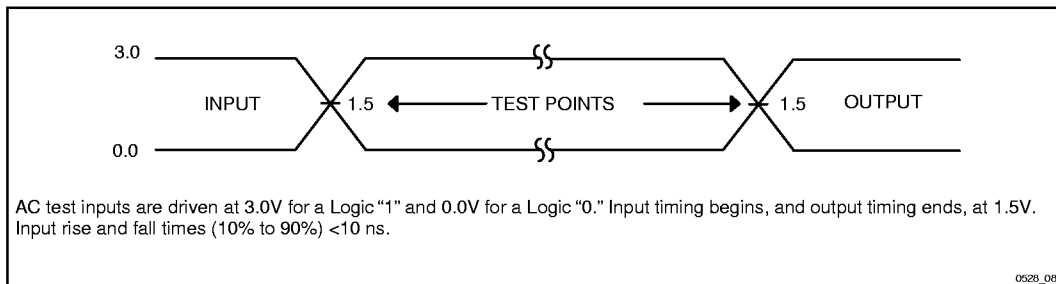 3.0
INPUT
1.5
TEST POINTS
1.5
OUTPUT
0.0
AC test inputs are driven at 3.0V for a Logic “1” and 0.0V for a Logic “0.” Input timing begins, and output timing ends, at 1.5V.
Input rise and fall times (10% to 90%) <10 ns.
0528_08